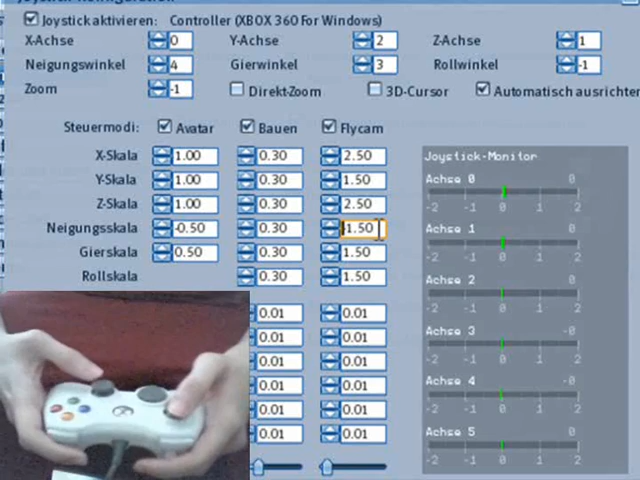 Joystick aktivieren: Controller (XBOX 360 For Windows)
X-Achse 0 Y-Achse 2 Z-Achse 1
Neigungswinkel 4 Gierwinkel 3 Rollwinkel -1
Zoom -1 Direkt-Zoom 3D-Cursor Automatisch ausrichten
Steuermodi: Avatar Bauen Flycam
X-Skala 1.00 0.30 2.50
Y-Skala 1.00 0.30 1.50
Z-Skala 1.00 0.30 2.50
Neigungsskala -0.50 0.30 -1.50
Gierskala 0.50 0.30 1.50
Rollskala 0.30 1.50
0.01 0.01
0.01 0.01
0.01 0.01
0.01 0.01
0.01 0.01
0.01 0.01
Joystick-Monitor
Achse 0 0
-2 -1 0 1 2
Achse 1 0
-2 -1 0 1 2
Achse 2 0
-2 -1 0 1 2
Achse 3 -0
-2 -1 0 1 2
Achse 4 -0
-2 -1 0 1 2
Achse 5 0
-2 -1 0 1 2